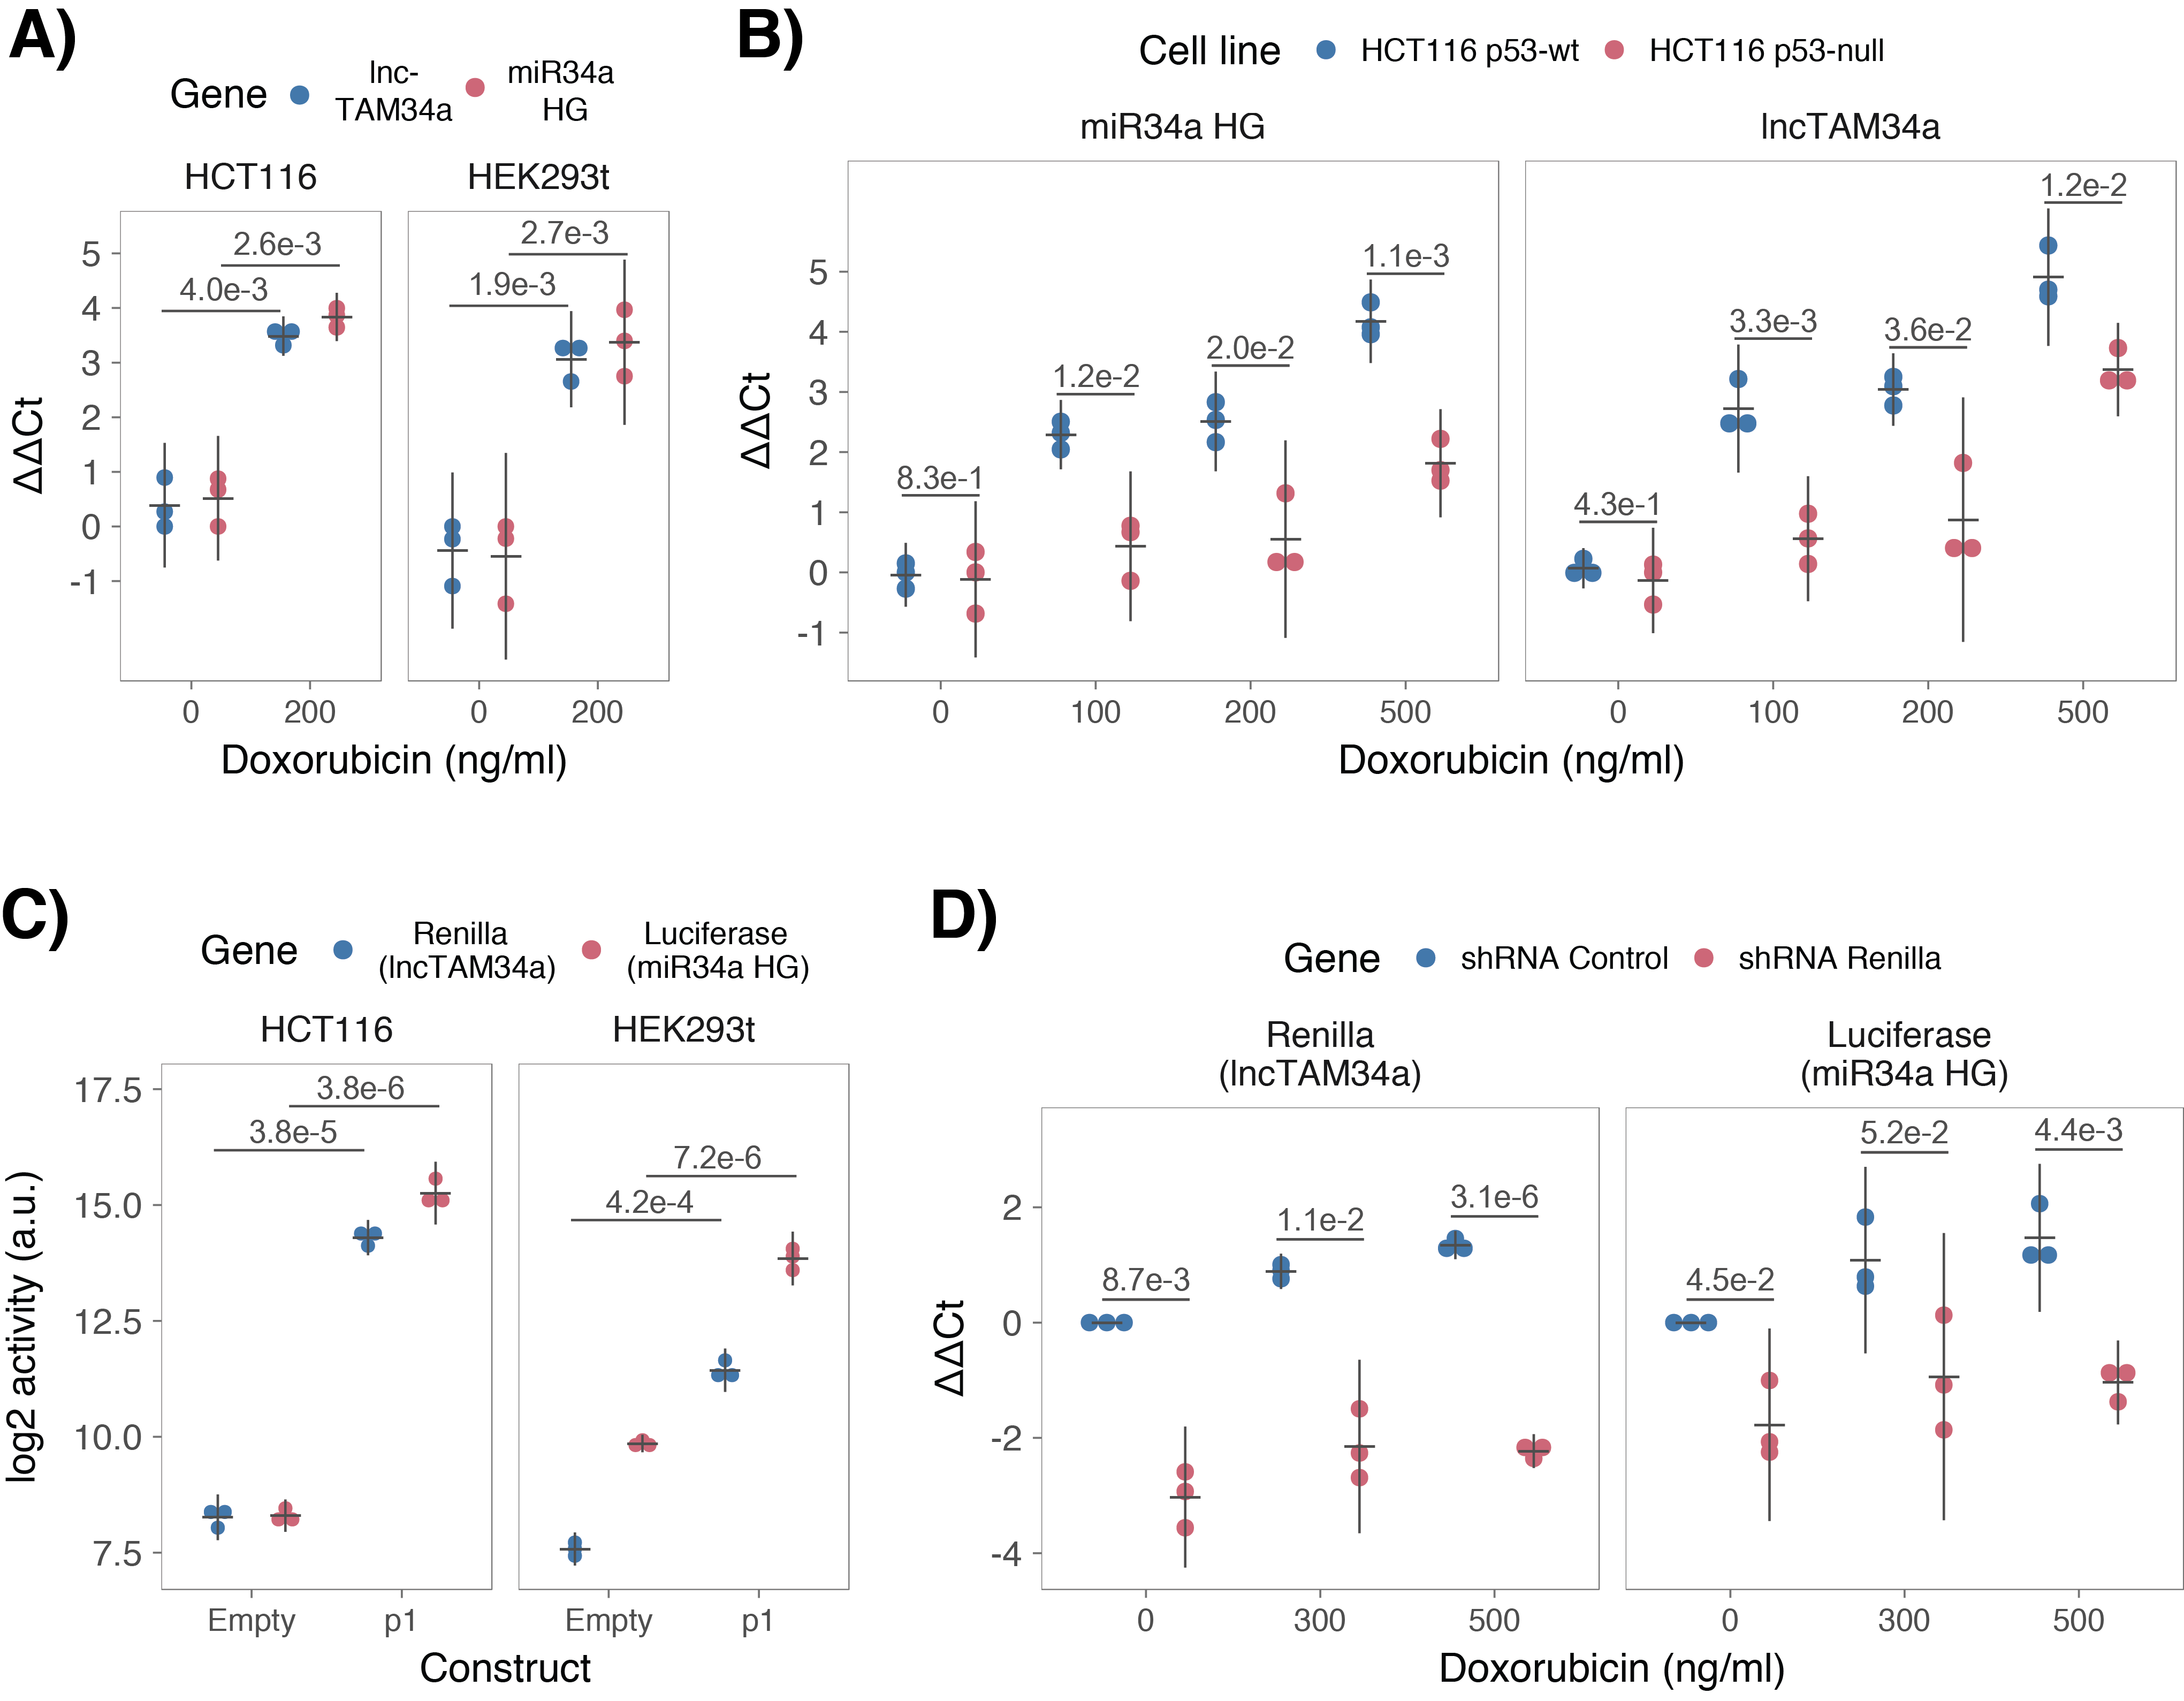 A)
Gene
lnc-
TAM34a
miR34a
HG
HCT116
HEK293t
2.6e-3
4.0e-3
2.7e-3
1.9e-3
ΔΔCt
5
4
3
2
1
0
-1
0
200
0
200
Doxorubicin (ng/ml)
B)
Cell line
HCT116 p53-wt
HCT116 p53-null
miR34a HG
lncTAM34a
8.3e-1
1.2e-2
2.0e-2
1.1e-3
4.3e-1
3.3e-3
3.6e-2
1.2e-2
ΔΔCt
5
4
3
2
1
0
-1
0
100
200
500
0
100
200
500
Doxorubicin (ng/ml)
C)
Gene
Renilla
(lncTAM34a)
Luciferase
(miR34a HG)
HCT116
HEK293t
3.8e-6
3.8e-5
7.2e-6
4.2e-4
log2 activity (a.u.)
17.5
15.0
12.5
10.0
7.5
Empty
p1
Empty
p1
Construct
D)
Gene
shRNA Control
shRNA Renilla
Renilla
(lncTAM34a)
Luciferase
(miR34a HG)
8.7e-3
1.1e-2
3.1e-6
4.5e-2
5.2e-2
4.4e-3
ΔΔCt
2
0
-2
-4
0
300
500
0
300
500
Doxorubicin (ng/ml)